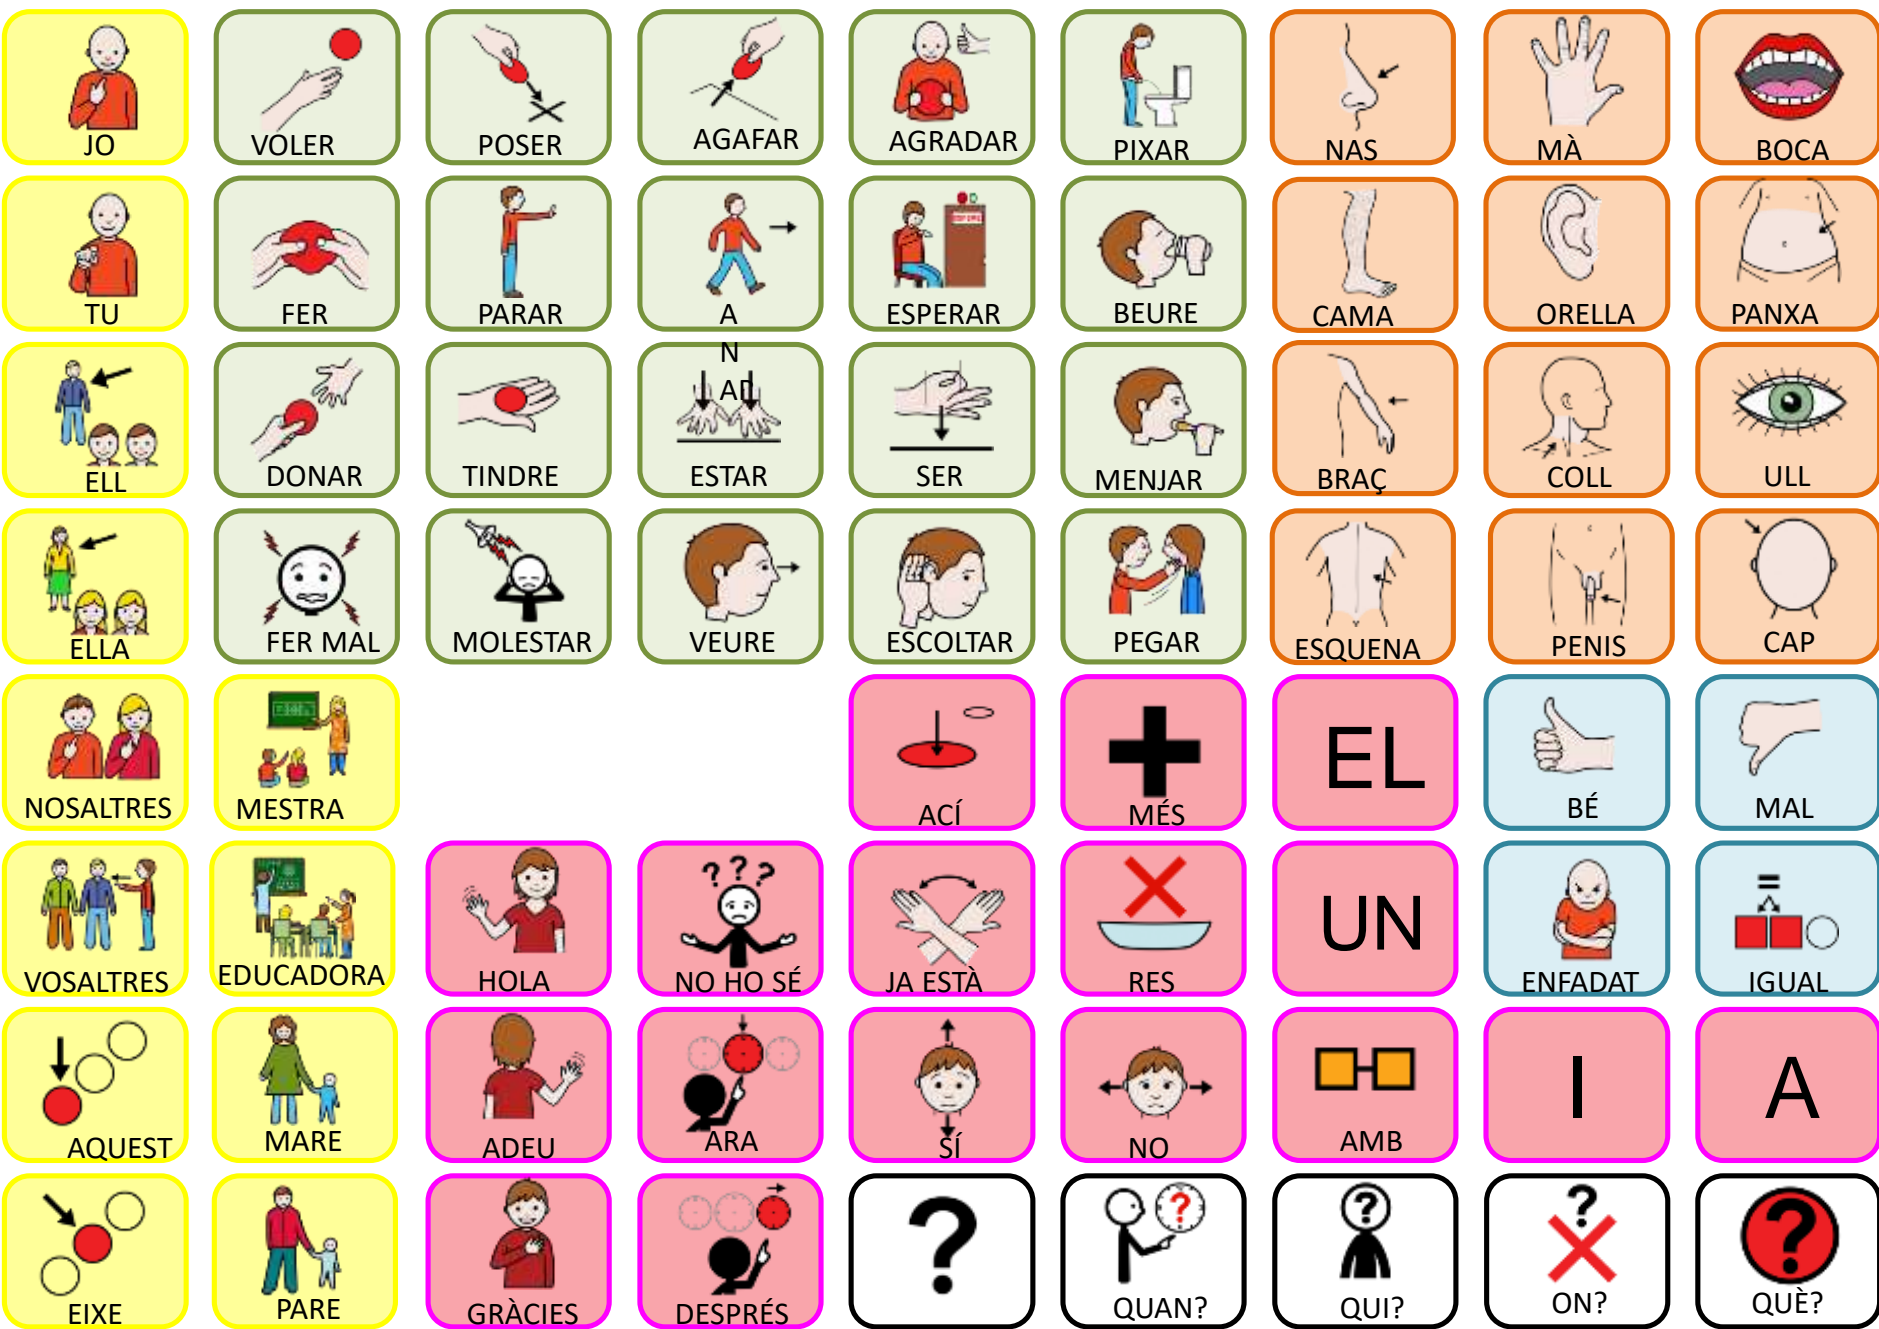 JO
VOLER
POSER
AGAFAR
AGRADAR
PIXAR
NAS
MÀ
BOCA
TU
FER
PARAR
A
N
AD
ESPERAR
BEURE
CAMA
ORELLA
PANXA
ELL
DONAR
TINDRE
ESTAR
SER
MENJAR
BRAÇ
COLL
ULL
ELLA
FER MAL
MOLESTAR
VEURE
ESCOLTAR
PEGAR
ESQUENA
PENIS
CAP
NOSALTRES
MESTRA
ACÍ
MÉS
EL
BÉ
MAL
VOSALTRES
EDUCADORA
HOLA
? ? ?
NO HO SÉ
JA ESTÀ
RES
UN
ENFADAT
=
IGUAL
AQUEST
MARE
ADEU
ARA
SÍ
NO
AMB
I
A
EIXE
PARE
GRÀCIES
DESPRÉS
?
?
QUAN?
?
QUI?
?
ON?
?
QUÈ?